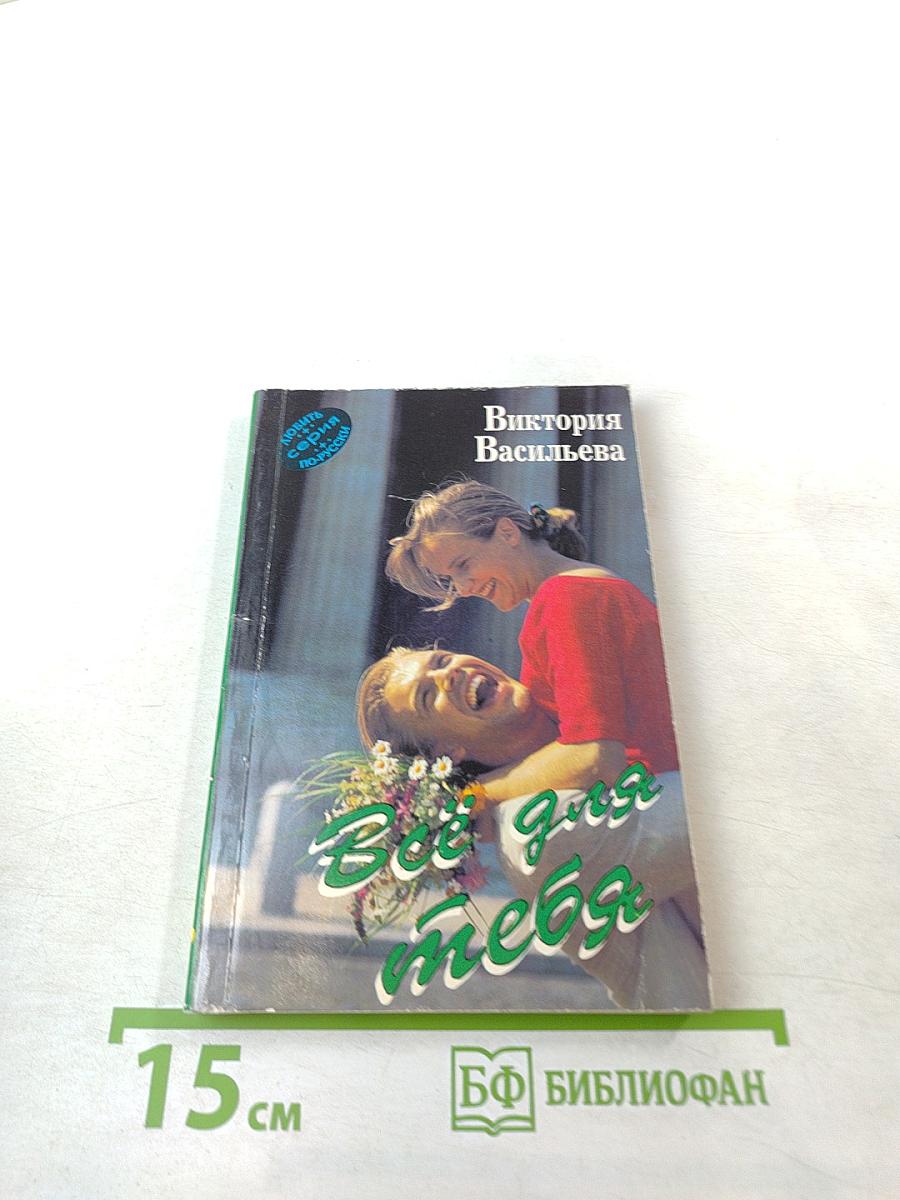 ЛЮБИТЬ
серия
ПО-РУССКИ
Виктория
Васильева
Всё для
тебя
15 см
БФ БИБЛИОФАН